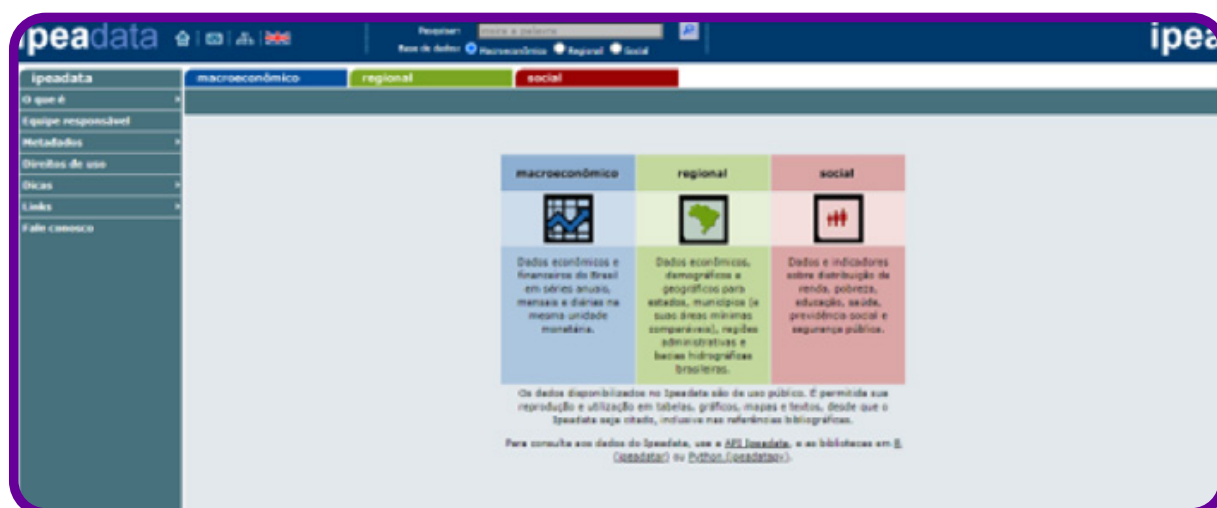 ipeadata
Pesquisar: insira a palavra
Base de dados: Macroeconômico Regional Social
ipea
ipeadata
macroeconômico
regional
social
O que é
Equipe responsável
Metadados
Direitos de uso
Dicas
Links
Fale conosco
macroeconômico
Dados econômicos e
financeiros do Brasil
em séries anuais,
mensais e diárias na
mesma unidade
monetária.
regional
Dados econômicos,
demográficos e
geográficos para
estados, municípios (e
suas áreas mínimas
comparáveis), regiões
administrativas e
bacias hidrográficas
brasileiras.
social
Dados e indicadores
sobre distribuição de
renda, pobreza,
educação, saúde,
previdência social e
segurança pública.
Os dados disponibilizados no Ipeadata são de uso público. É permitida sua
reprodução e utilização em tabelas, gráficos, mapas e textos, desde que o
Ipeadata seja citado, inclusive nas referências bibliográficas.
Para consulta aos dados do Ipeadata, use a API Ipeadata, e as bibliotecas em R
(ipeadatar) ou Python (ipeadatapy).